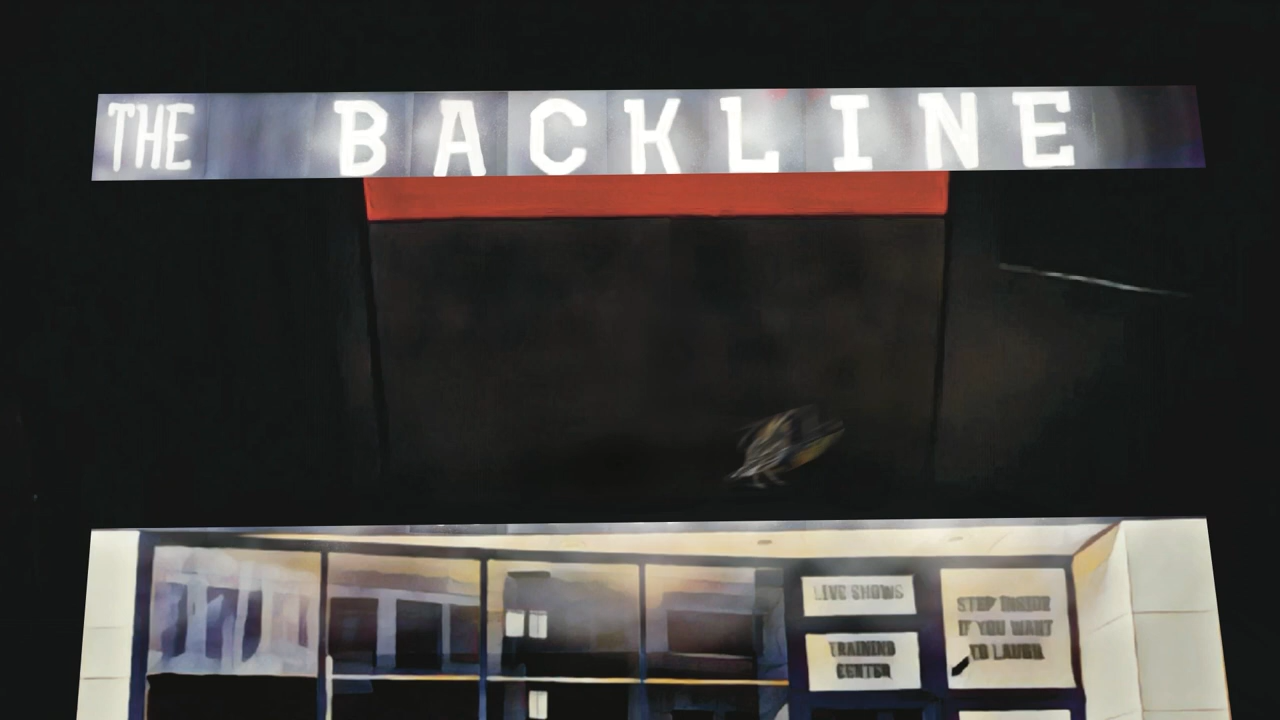 THE BACKLINE
LIVE SHOWS
TRAINING
CENTER
STEP INSIDE
IF YOU WANT
TO LAUGH